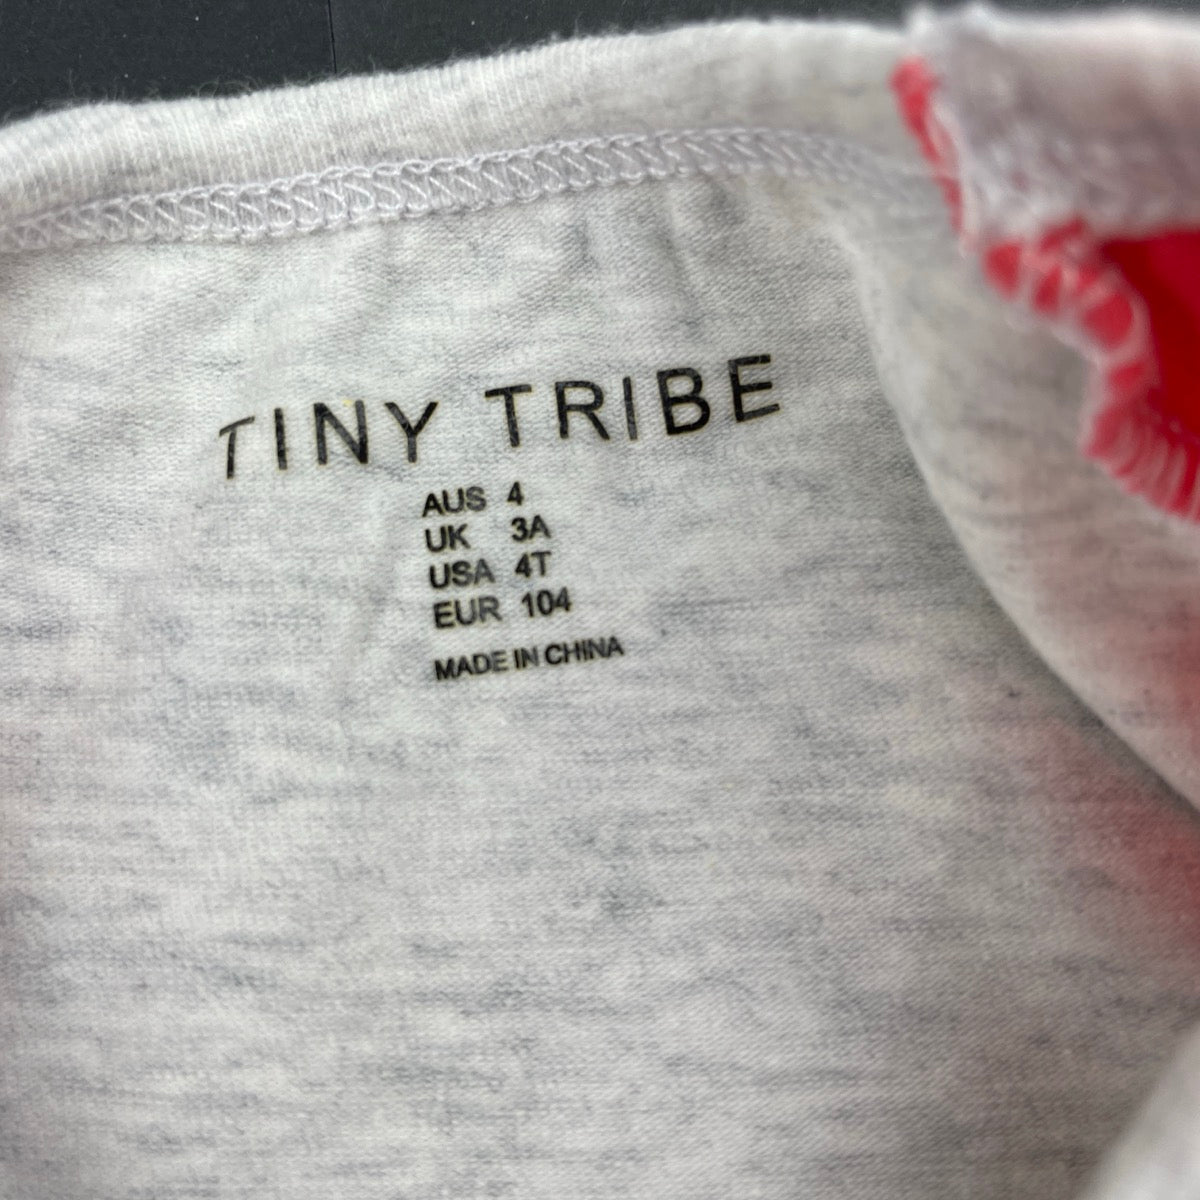 TINY TRIBE
AUS 4
UK 3A
USA 4T
EUR 104
MADE IN CHINA